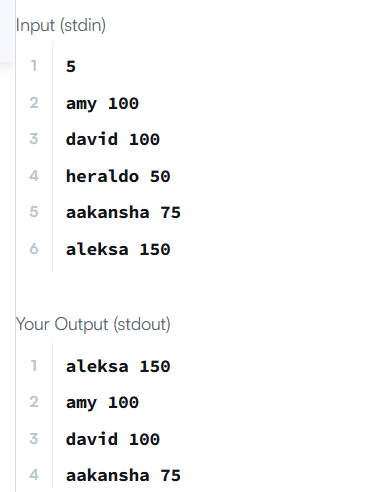 Input (stdin)
1 5
2 amy 100
3 david 100
4 heraldo 50
5 aakansha 75
6 aleksa 150
Your Output (stdout)
1 aleksa 150
2 amy 100
3 david 100
4 aakansha 75